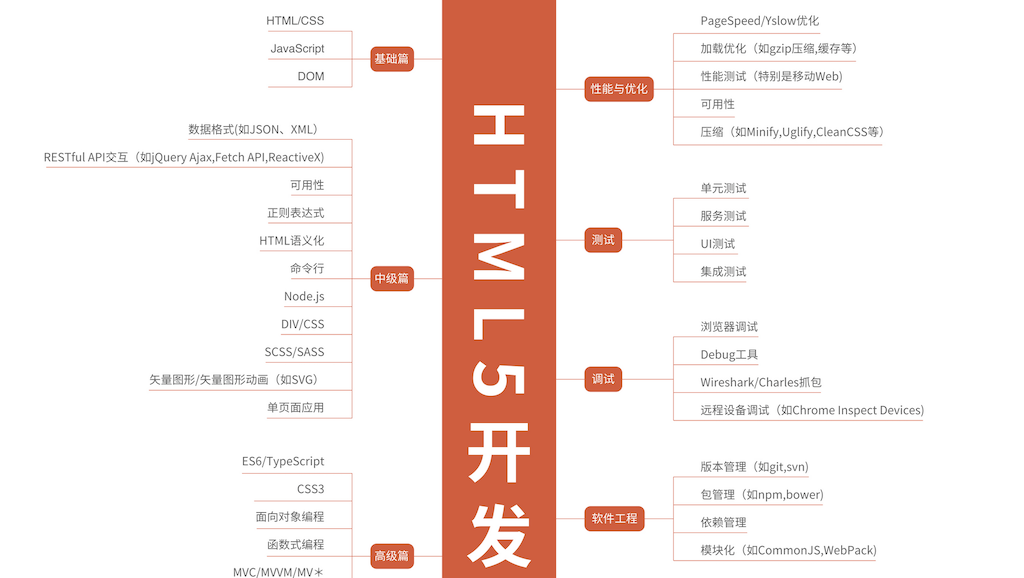 HTML/CSS
JavaScript
DOM
基础篇
数据格式(如JSON、XML）
RESTful API交互（如jQuery Ajax,Fetch API,ReactiveX)
可用性
正则表达式
HTML语义化
命令行
Node.js
DIV/CSS
SCSS/SASS
矢量图形/矢量图形动画（如SVG）
单页面应用
中级篇
ES6/TypeScript
CSS3
面向对象编程
函数式编程
MVC/MVVM/MV＊
高级篇
HTML5开发
PageSpeed/Yslow优化
加载优化（如gzip压缩,缓存等）
性能测试（特别是移动Web)
可用性
压缩（如Minify,Uglify,CleanCSS等）
性能与优化
单元测试
服务测试
UI测试
集成测试
测试
浏览器调试
Debug工具
Wireshark/Charles抓包
远程设备调试（如Chrome Inspect Devices)
调试
版本管理（如git,svn)
包管理（如npm,bower)
依赖管理
模块化（如CommonJS,WebPack)
软件工程